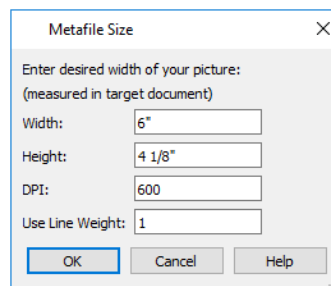 Metafile Size
Enter desired width of your picture:
(measured in target document)
Width: 6"
Height: 4 1/8"
DPI: 600
Use Line Weight: 1
OK Cancel Help